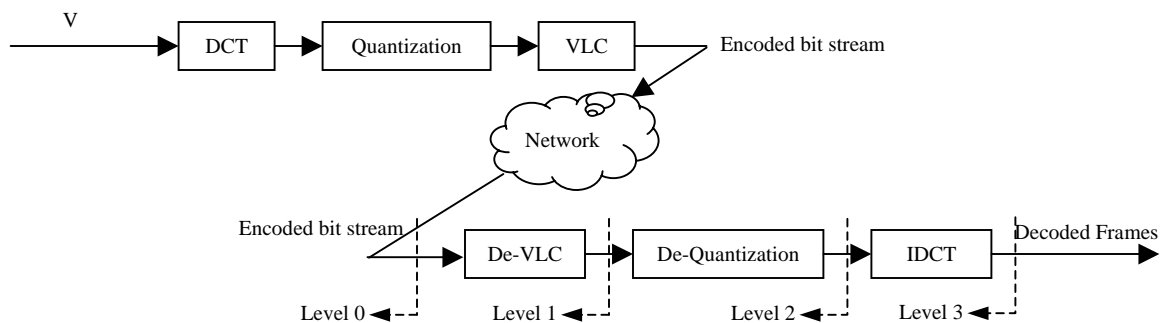 V
DCT
Quantization
VLC
Encoded bit stream
Network
Encoded bit stream
De-VLC
De-Quantization
IDCT
Decoded Frames
Level 0
Level 1
Level 2
Level 3